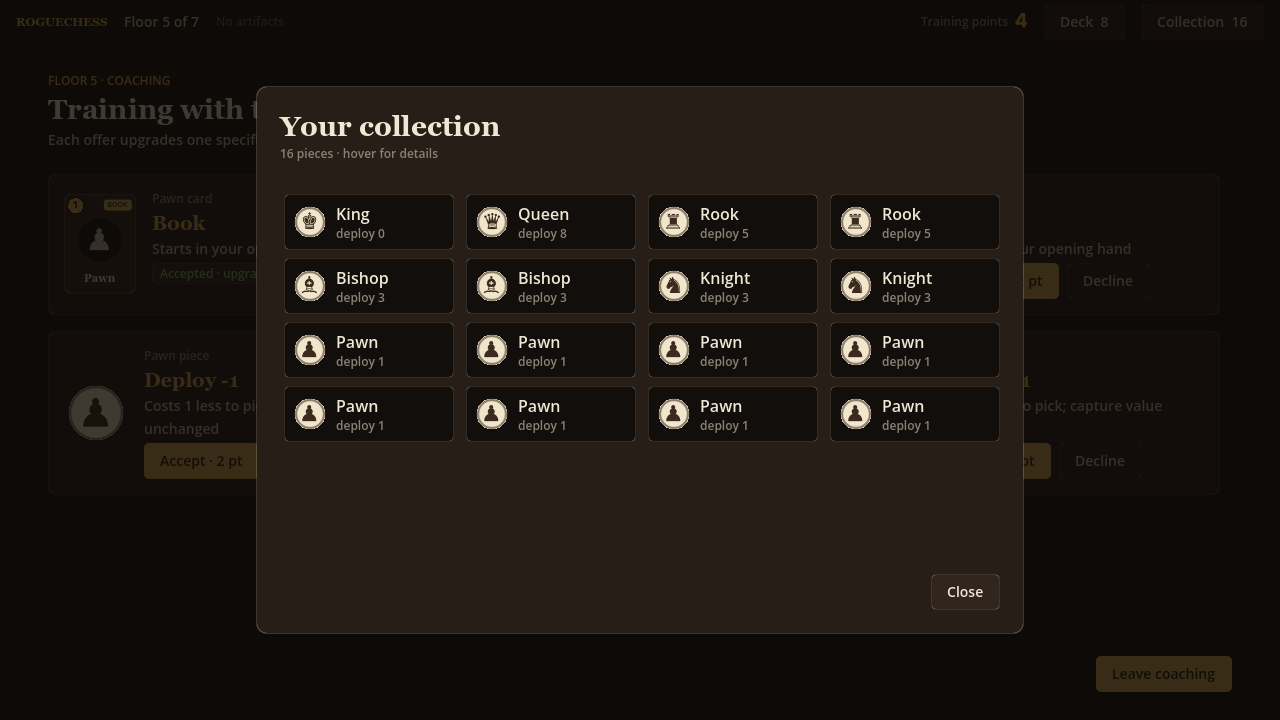 ROGUECHESS Floor 5 of 7 No artifacts Training points 4 Deck 8 Collection 16
FLOOR 5 · COACHING
Training with t
Each offer upgrades one specif
Your collection
16 pieces · hover for details
1 BOOK
Pawn
Pawn card
Book
Starts in your o
Accepted · upgra
ur opening hand
pt Decline
Pawn piece
Deploy -1
Costs 1 less to pi
unchanged
Accept · 2 pt
1
o pick; capture value
pt Decline
King
deploy 0
Queen
deploy 8
Rook
deploy 5
Rook
deploy 5
Bishop
deploy 3
Bishop
deploy 3
Knight
deploy 3
Knight
deploy 3
Pawn
deploy 1
Pawn
deploy 1
Pawn
deploy 1
Pawn
deploy 1
Pawn
deploy 1
Pawn
deploy 1
Pawn
deploy 1
Pawn
deploy 1
Close
Leave coaching